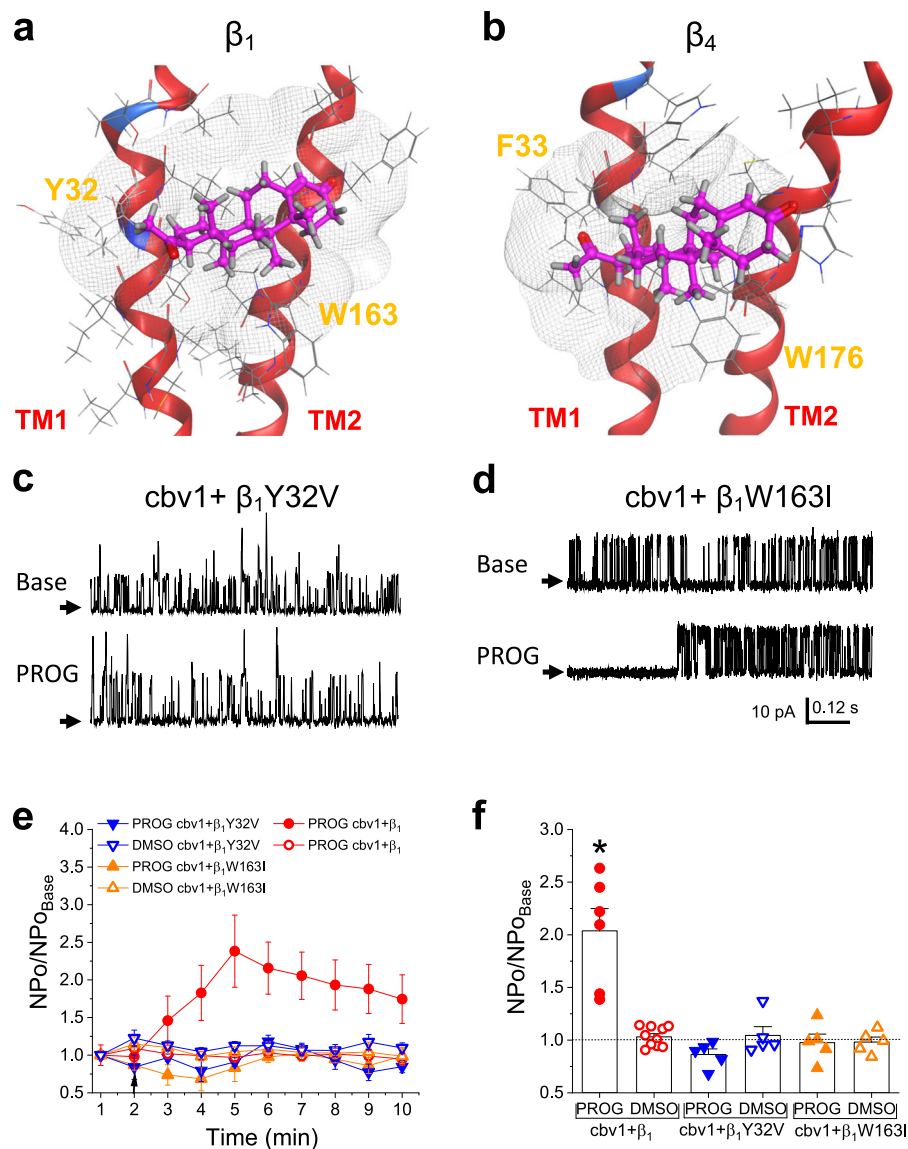 a
β1
Y32
W163
TM1
TM2
b
β4
F33
W176
TM1
TM2
c
cbv1+ β1Y32V
Base
PROG
d
cbv1+ β1W163I
Base
PROG
10 pA
0.12 s
e
PROG cbv1+β1Y32V
PROG cbv1+β1
DMSO cbv1+β1Y32V
PROG cbv1+β1
PROG cbv1+β1W163I
DMSO cbv1+β1W163I
NPo/NPoBase
4.0
3.5
3.0
2.5
2.0
1.5
1.0
0.5
1 2 3 4 5 6 7 8 9 10
Time (min)
f
*
NPo/NPoBase
3.0
2.5
2.0
1.5
1.0
0.5
PROG DMSO PROG DMSO PROG DMSO
cbv1+β1 cbv1+β1Y32V cbv1+β1W163I